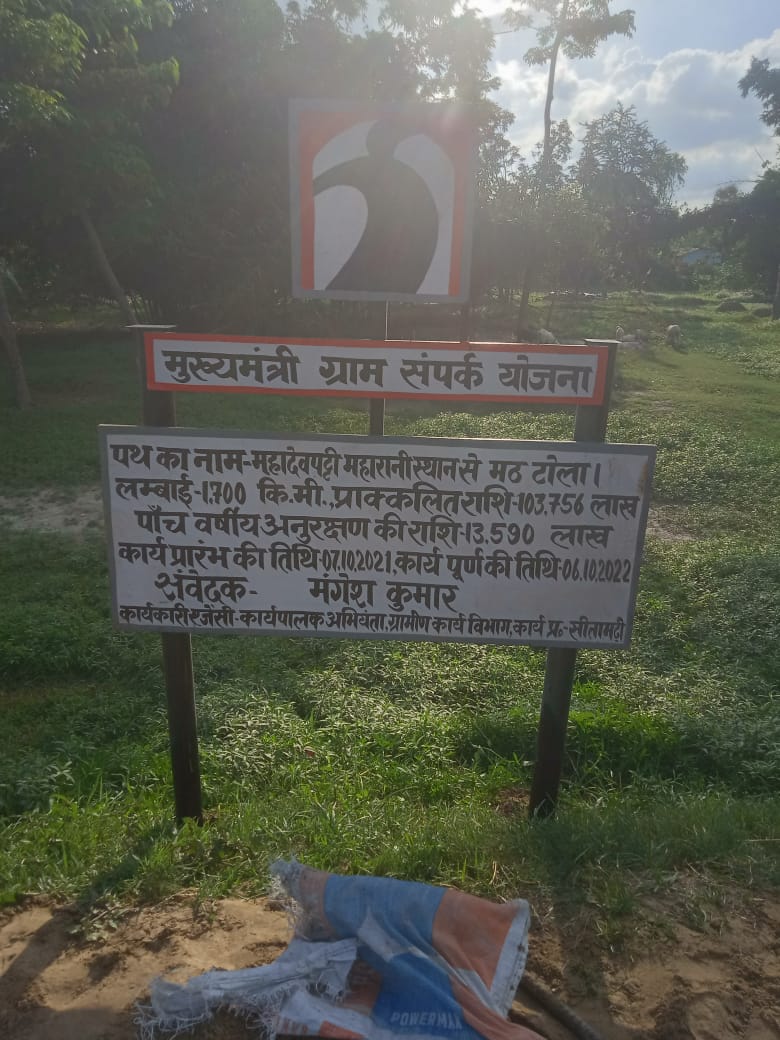 मुख्यमंत्री ग्राम संपर्क योजना
पथ का नाम-महादेवपट्टी महारानी स्थान से मठ टोला।
लम्बाई-1.700 कि.मी., प्राक्कलित राशि-103.756 लाख
पाँच वर्षीय अनुरक्षण की राशि-13.590 लाख
कार्य प्रारंभ की तिथि-07.10.2021, कार्य पूर्ण की तिथि-06.10.2022
संवेदक- मंगेश कुमार
कार्यकारी एजेंसी-कार्यपालक अभियंता, ग्रामीण कार्य विभाग, कार्य प्र०-सीतामढ़ी
POWERMAX